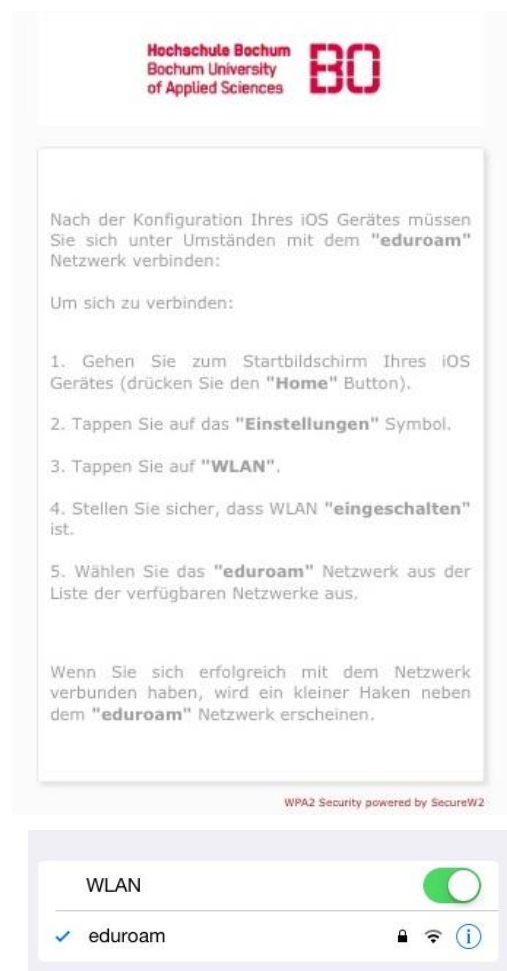 Hochschule Bochum
Bochum University
of Applied Sciences
BO
Nach der Konfiguration Ihres iOS Gerätes müssen
Sie sich unter Umständen mit dem "eduroam"
Netzwerk verbinden:
Um sich zu verbinden:
1. Gehen Sie zum Startbildschirm Ihres iOS
Gerätes (drücken Sie den "Home" Button).
2. Tappen Sie auf das "Einstellungen" Symbol.
3. Tappen Sie auf "WLAN".
4. Stellen Sie sicher, dass WLAN "eingeschalten"
ist.
5. Wählen Sie das "eduroam" Netzwerk aus der
Liste der verfügbaren Netzwerke aus.
Wenn Sie sich erfolgreich mit dem Netzwerk
verbunden haben, wird ein kleiner Haken neben
dem "eduroam" Netzwerk erscheinen.
WPA2 Security powered by SecureW2
WLAN
eduroam